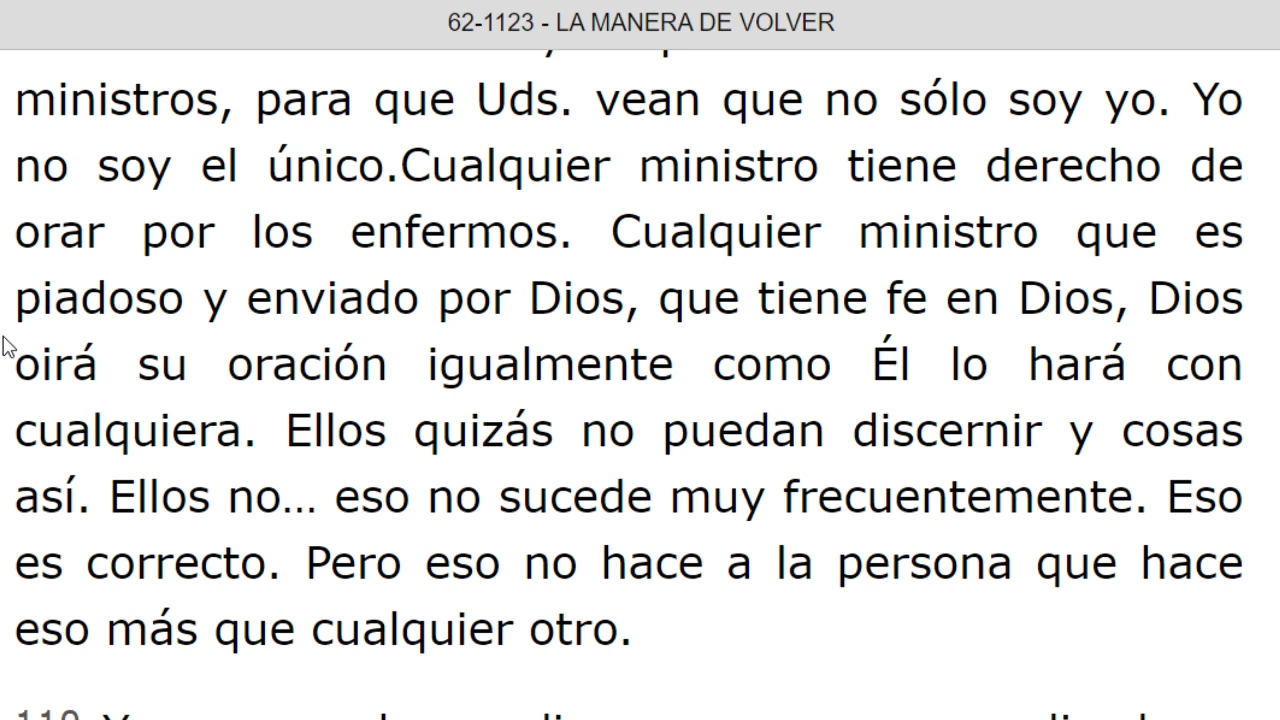 62-1123 - LA MANERA DE VOLVER
ministros, para que Uds. vean que no sólo soy yo. Yo
no soy el único.Cualquier ministro tiene derecho de
orar por los enfermos. Cualquier ministro que es
piadoso y enviado por Dios, que tiene fe en Dios, Dios
oirá su oración igualmente como Él lo hará con
cualquiera. Ellos quizás no puedan discernir y cosas
así. Ellos no... eso no sucede muy frecuentemente. Eso
es correcto. Pero eso no hace a la persona que hace
eso más que cualquier otro.